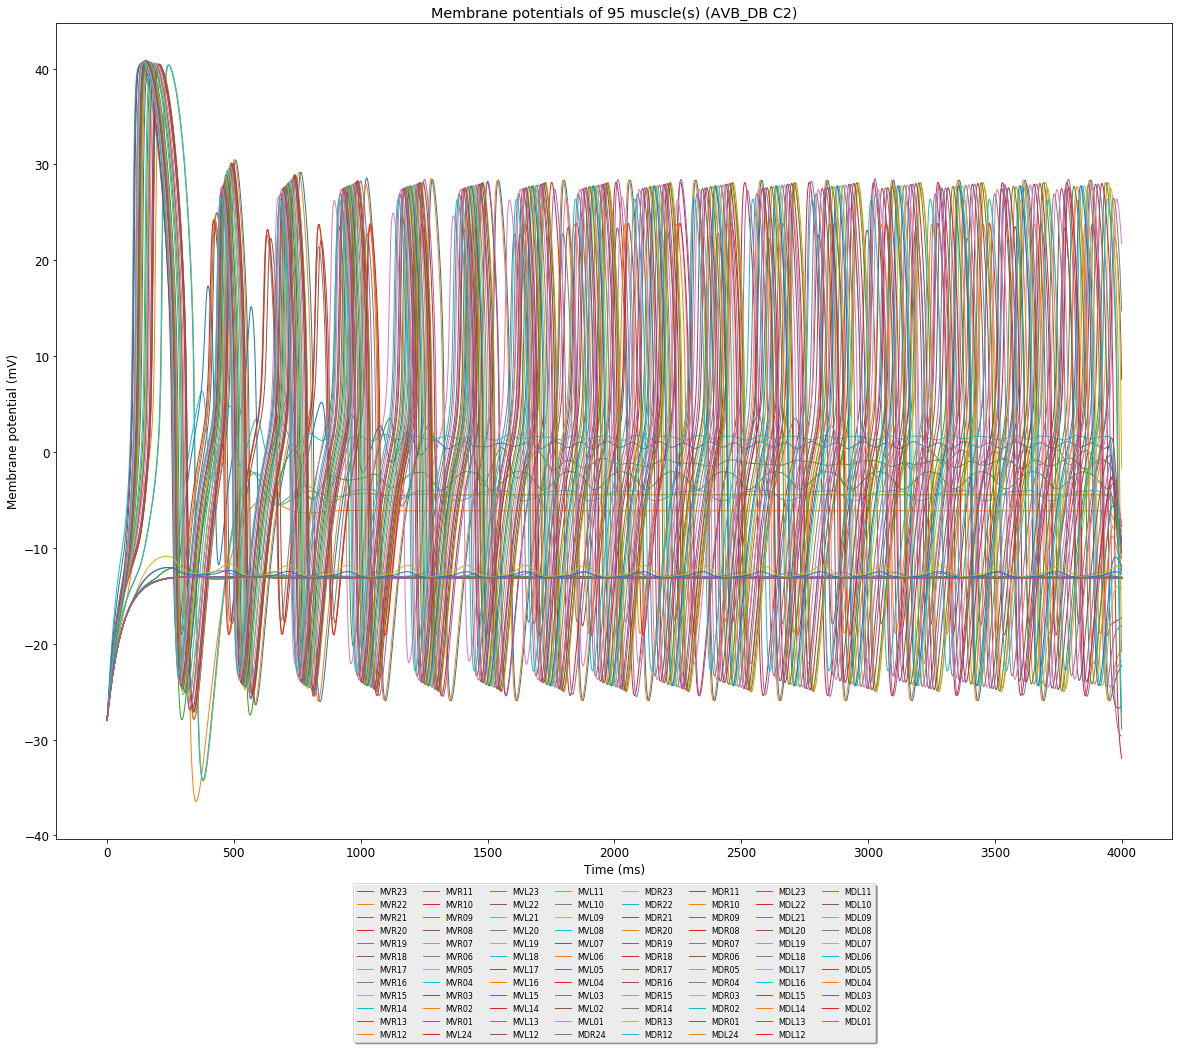 Membrane potentials of 95 muscle(s) (AVB_DB C2)
Membrane potential (mV)
40
30
20
10
0
−10
−20
−30
−40
0 500 1000 1500 2000 2500 3000 3500 4000
Time (ms)
MVR23 MVR11 MVL23 MVL11 MDR23 MDR11 MDL23 MDL11
MVR22 MVR10 MVL22 MVL10 MDR22 MDR10 MDL22 MDL10
MVR21 MVR09 MVL21 MVL09 MDR21 MDR09 MDL21 MDL09
MVR20 MVR08 MVL20 MVL08 MDR20 MDR08 MDL20 MDL08
MVR19 MVR07 MVL19 MVL07 MDR19 MDR07 MDL19 MDL07
MVR18 MVR06 MVL18 MVL06 MDR18 MDR06 MDL18 MDL06
MVR17 MVR05 MVL17 MVL05 MDR17 MDR05 MDL17 MDL05
MVR16 MVR04 MVL16 MVL04 MDR16 MDR04 MDL16 MDL04
MVR15 MVR03 MVL15 MVL03 MDR15 MDR03 MDL15 MDL03
MVR14 MVR02 MVL14 MVL02 MDR14 MDR02 MDL14 MDL02
MVR13 MVR01 MVL13 MVL01 MDR13 MDR01 MDL13 MDL01
MVR12 MVL24 MVL12 MDR24 MDR12 MDL24 MDL12